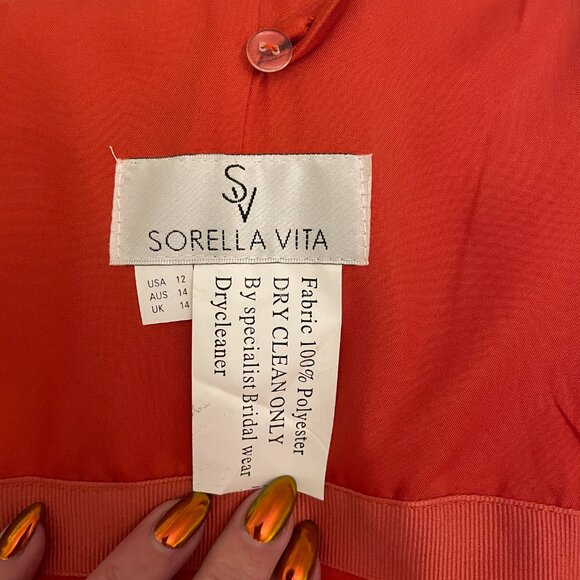 SV
SORELLA VITA
USA 12
AUS 14
UK 14
Fabric 100% Polyester
DRY CLEAN ONLY
By specialist Bridal wear
Drycleaner